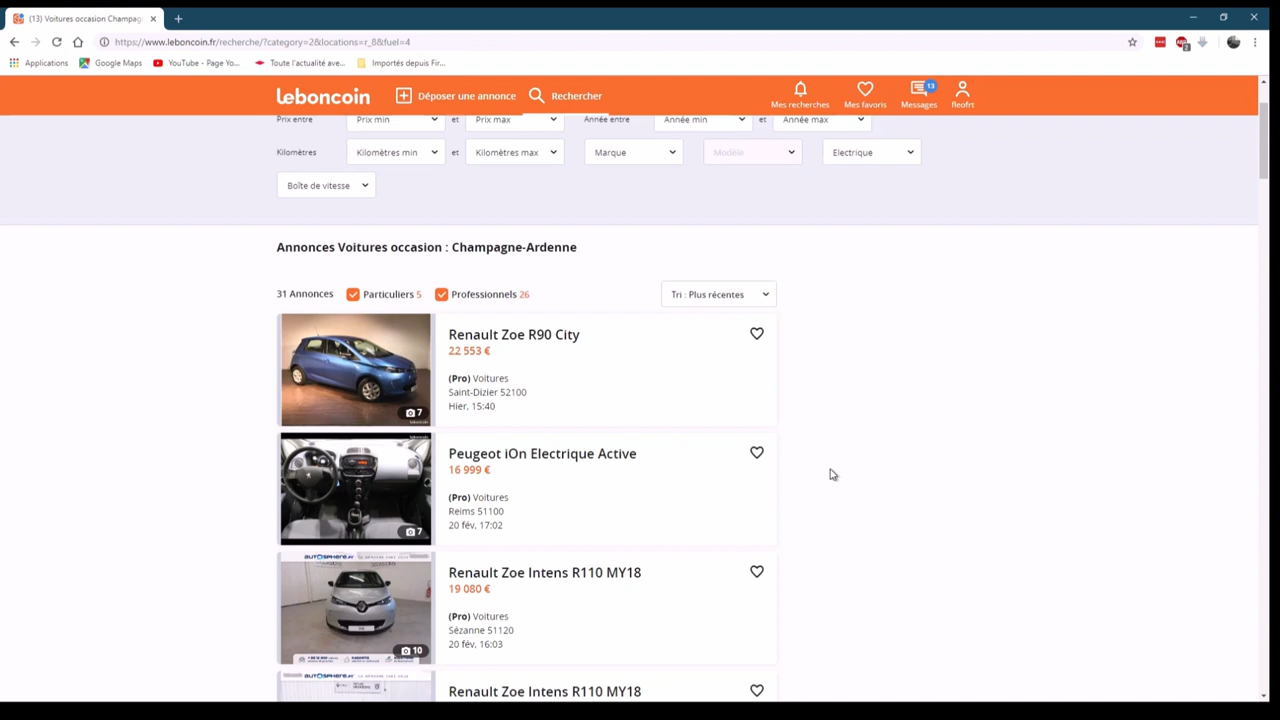 (13) Voitures occasion Champag
https://www.leboncoin.fr/recherche/?category=2&locations=r_8&fuel=4
Applications Google Maps YouTube - Page Yo... Toute l'actualité ave... Importés depuis Fir...
leboncoin Déposer une annonce Rechercher Mes recherches Mes favoris 13 Messages fleofrt
Prix entre Prix min et Prix max Année entre Année min et Année max
Kilomètres Kilomètres min et Kilomètres max Marque Modèle Electrique
Boîte de vitesse
Annonces Voitures occasion : Champagne-Ardenne
31 Annonces Particuliers 5 Professionnels 26 Tri : Plus récentes
Renault Zoe R90 City
22 553 €
(Pro) Voitures
Saint-Dizier 52100
Hier, 15:40
7
leboncoin
Peugeot iOn Electrique Active
16 999 €
(Pro) Voitures
Reims 51100
20 fév, 17:02
7
AUTOSPHERE.FR
Renault Zoe Intens R110 MY18
19 080 €
(Pro) Voitures
Sézanne 51120
20 fév, 16:03
10
AUTOSPHERE.FR
Renault Zoe Intens R110 MY18